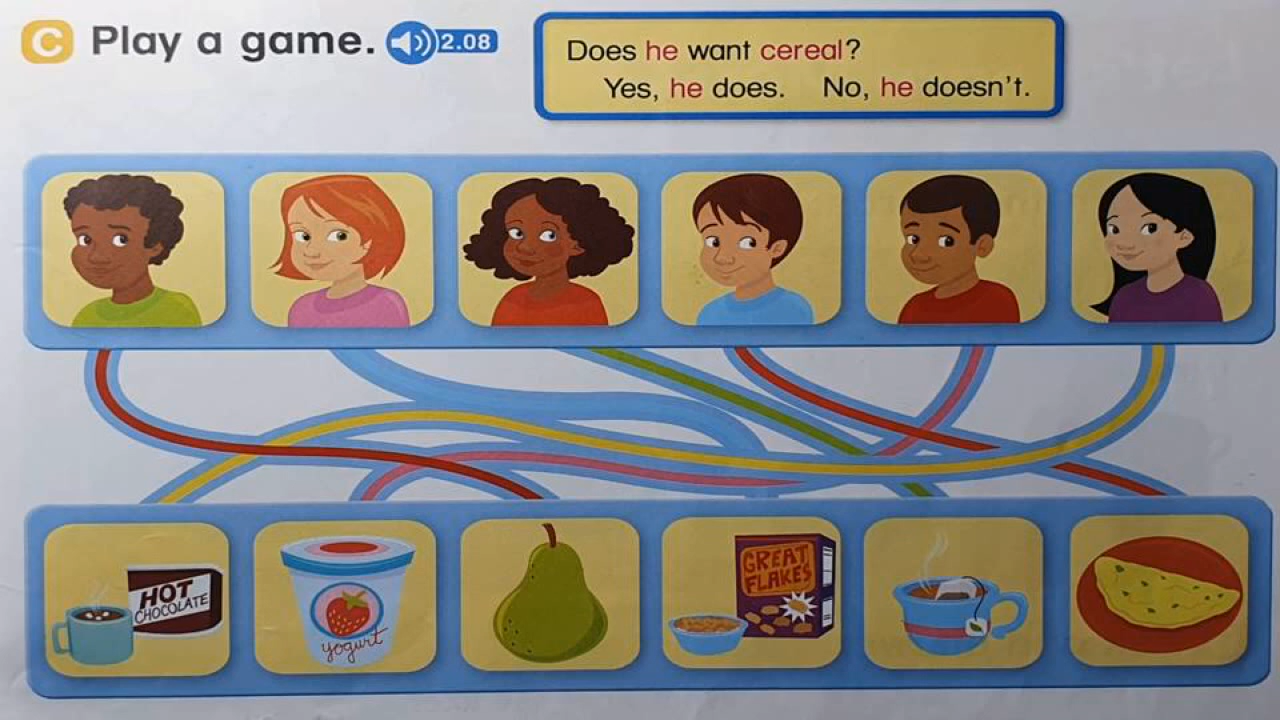 C Play a game. 2.08
Does he want cereal?
Yes, he does. No, he doesn't.
HOT
CHOCOLATE
yogurt
GREAT
FLAKES